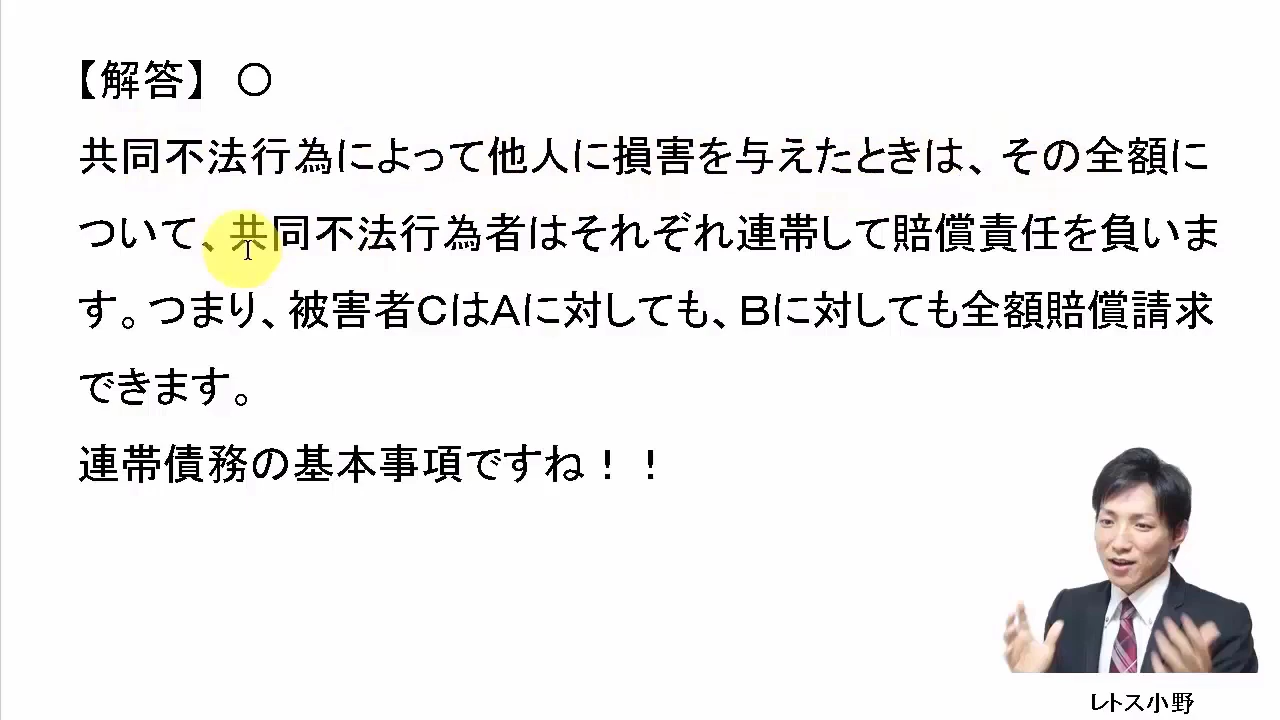 【解答】 ○
共同不法行為によって他人に損害を与えたときは、その全額に
ついて、共同不法行為者はそれぞれ連帯して賠償責任を負いま
す。つまり、被害者CはAに対しても、Bに対しても全額賠償請求
できます。
連帯債務の基本事項ですね！！
レトス小野